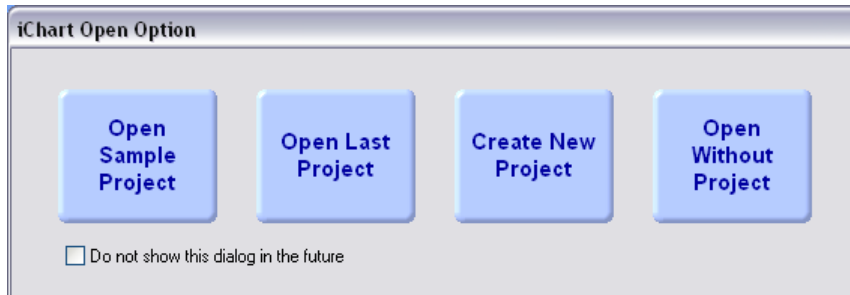 iChart Open Option
Open
Sample
Project
Open Last
Project
Create New
Project
Open
Without
Project
Do not show this dialog in the future